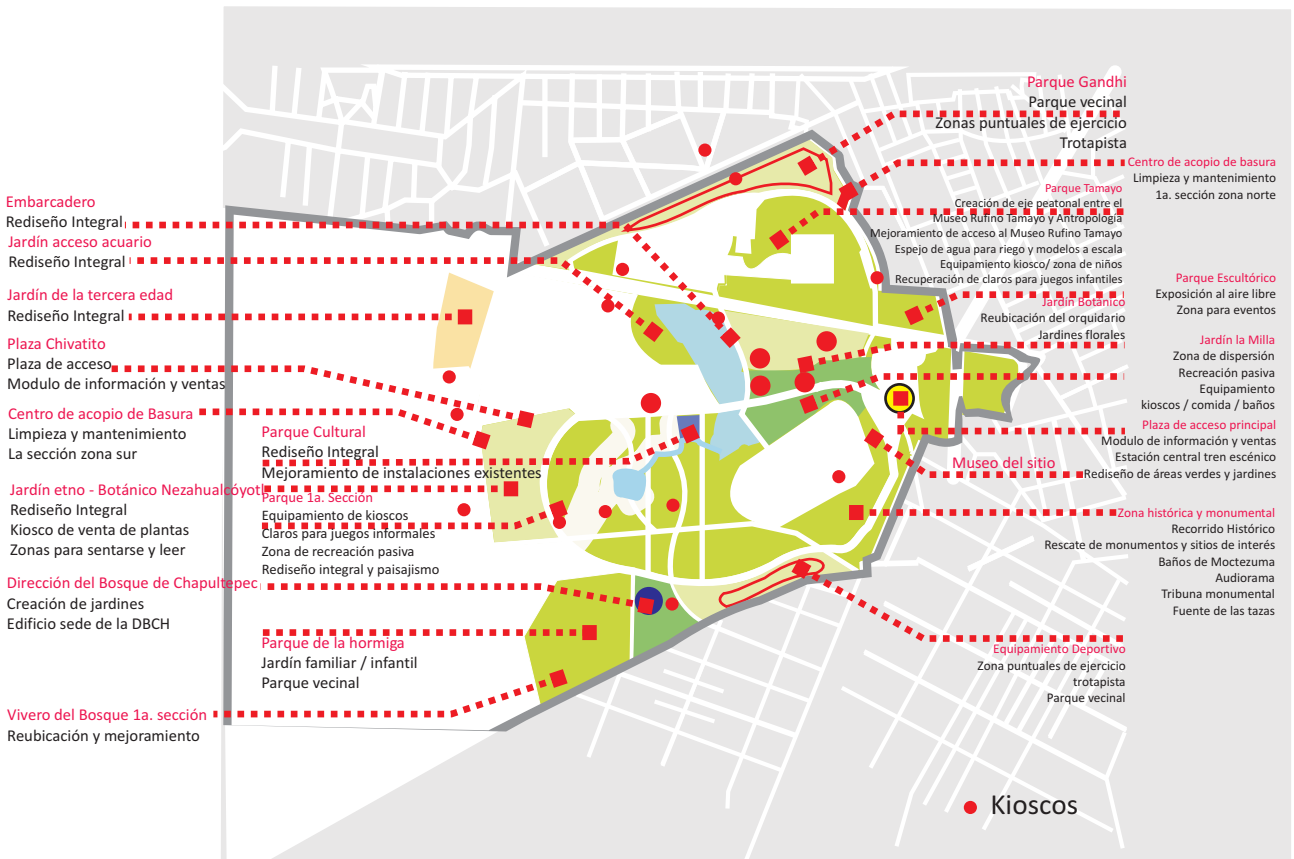 Embarcadero
Rediseño Integral
Jardín acceso acuario
Rediseño Integral
Jardín de la tercera edad
Rediseño Integral
Plaza Chivatito
Plaza de acceso
Modulo de información y ventas
Centro de acopio de Basura
Limpieza y mantenimiento
La sección zona sur
Jardín etno - Botánico Nezahualcóyotl
Rediseño Integral
Kiosco de venta de plantas
Zonas para sentarse y leer
Dirección del Bosque de Chapultepec
Creación de jardines
Edificio sede de la DBCH
Vivero del Bosque 1a. sección
Reubicación y mejoramiento
Parque Cultural
Rediseño Integral
Mejoramiento de instalaciones existentes
Parque 1a. Sección
Equipamiento de kioscos
Claros para juegos informales
Zona de recreación pasiva
Rediseño integral y paisajismo
Parque de la hormiga
Jardín familiar / infantil
Parque vecinal
Parque Gandhi
Parque vecinal
Zonas puntuales de ejercicio
Trotapista
Centro de acopio de basura
Limpieza y mantenimiento
1a. sección zona norte
Parque Tamayo
Creación de eje peatonal entre el
Museo Rufino Tamayo y Antropología
Mejoramiento de acceso al Museo Rufino Tamayo
Espejo de agua para riego y modelos a escala
Equipamiento kiosco/ zona de niños
Recuperación de claros para juegos infantiles
Parque Escultórico
Exposición al aire libre
Zona para eventos
Jardín Botánico
Reubicación del orquidario
Jardines florales
Jardín la Milla
Zona de dispersión
Recreación pasiva
Equipamiento
kioscos / comida / baños
Plaza de acceso principal
Modulo de información y ventas
Estación central tren escénico
Rediseño de áreas verdes y jardines
Museo del sitio
Zona histórica y monumental
Recorrido Histórico
Rescate de monumentos y sitios de interés
Baños de Moctezuma
Audiorama
Tribuna monumental
Fuente de las tazas
Equipamiento Deportivo
Zona puntuales de ejercicio
trotapista
Parque vecinal
Kioscos